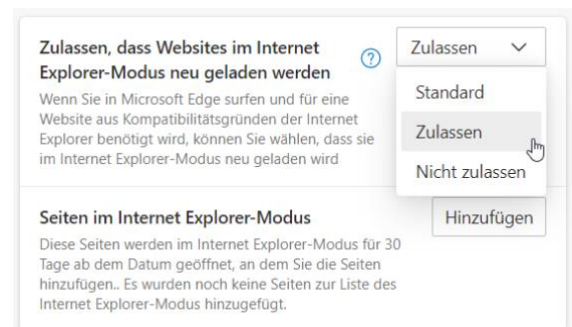 Zulassen, dass Websites im Internet
Explorer-Modus neu geladen werden
Zulassen
Wenn Sie in Microsoft Edge surfen und für eine
Website aus Kompatibilitätsgründen der Internet
Explorer benötigt wird, können Sie wählen, dass sie
im Internet Explorer-Modus neu geladen wird
Standard
Zulassen
Nicht zulassen
Seiten im Internet Explorer-Modus
Hinzufügen
Diese Seiten werden im Internet Explorer-Modus für 30
Tage ab dem Datum geöffnet, an dem Sie die Seiten
hinzufügen.. Es wurden noch keine Seiten zur Liste des
Internet Explorer-Modus hinzugefügt.